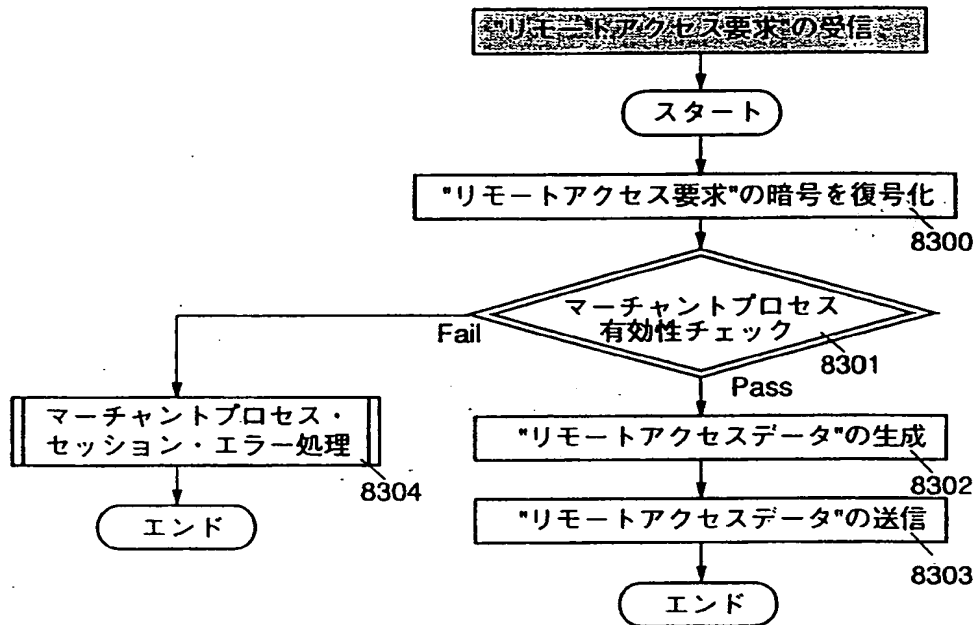 "リモートアクセス要求"の受信
スタート
"リモートアクセス要求"の暗号を復号化
8300
マーチャントプロセス
有効性チェック
8301
Fail
Pass
マーチャントプロセス・
セッション・エラー処理
8304
エンド
"リモートアクセスデータ"の生成
8302
"リモートアクセスデータ"の送信
8303
エンド